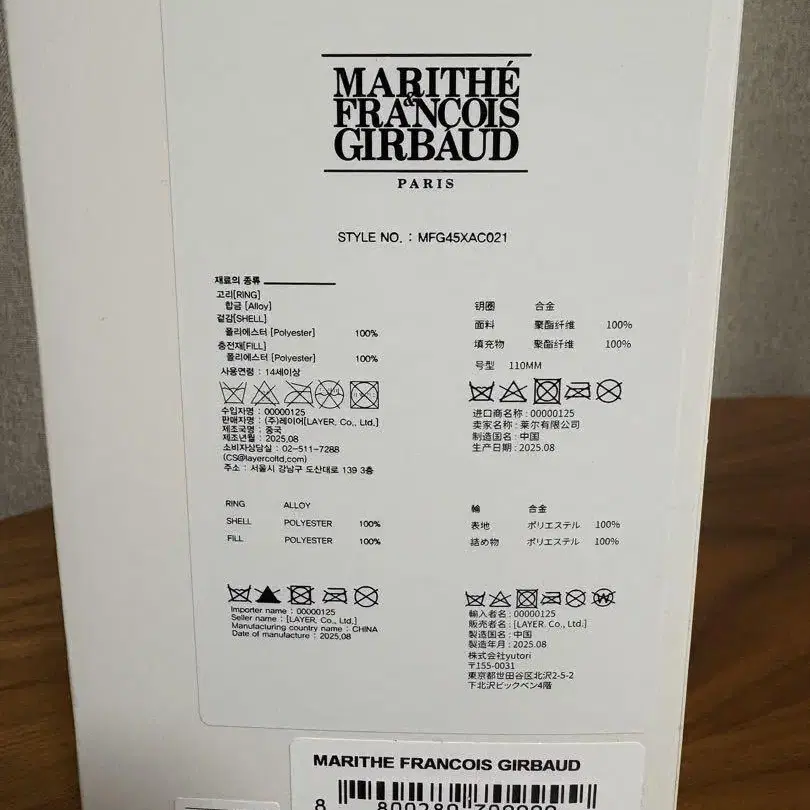 MARITHÉ
&
FRANCOIS
GIRBAUD
PARIS
STYLE NO. : MFG45XAC021
재료의 종류
고리[RING]
합금 [Alloy]
겉감[SHELL]
폴리에스터 [Polyester] 100%
충전재[FILL]
폴리에스터 [Polyester] 100%
사용연령 : 14세이상
수입자명 : 00000125
판매자명 : (주)레이어[LAYER. Co., Ltd.]
제조국명 : 중국
제조년월 : 2025.08
소비자상담실 : 02-511-7288
(CS@layercoltd.com)
주소 : 서울시 강남구 도산대로 139 3층
钥圈 合金
面料 聚酯纤维 100%
填充物 聚酯纤维 100%
号型 110MM
进口商名称 : 00000125
卖家名称 : 莱尔有限公司
制造国名 : 中国
生产日期 : 2025.08
RING ALLOY
SHELL POLYESTER 100%
FILL POLYESTER 100%
Importer name : 00000125
Seller name : [LAYER. Co., Ltd.]
Manufacturing country name : CHINA
Date of manufacture : 2025.08
輪 合金
表地 ポリエステル 100%
詰め物 ポリエステル 100%
輸入者名 : 00000125
販売者名 : [LAYER. Co., Ltd.]
製造国名 : 中国
製造年月 : 2025.08
株式会社yutori
〒155-0031
東京都世田谷区北沢2-5-2
下北沢ビッグベン4階
MARITHE FRANCOIS GIRBAUD